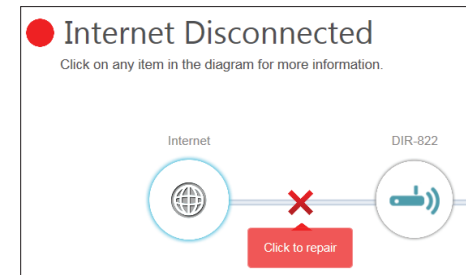 Internet Disconnected
Click on any item in the diagram for more information.
Internet
DIR-822
Click to repair